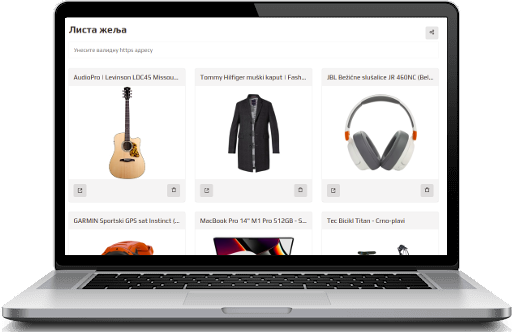 Листа жеља
Унесите валидну https адресу
AudioPro | Levinson LDC45 Missou...
Tommy Hilfiger muški kaput | Fash...
JBL Bežične slušalice JR 460NC (Bel...
GARMIN Sportski GPS sat Instinct (...
MacBook Pro 14" M1 Pro 512GB - S...
Tec Bicikl Titan - Crno-plavi